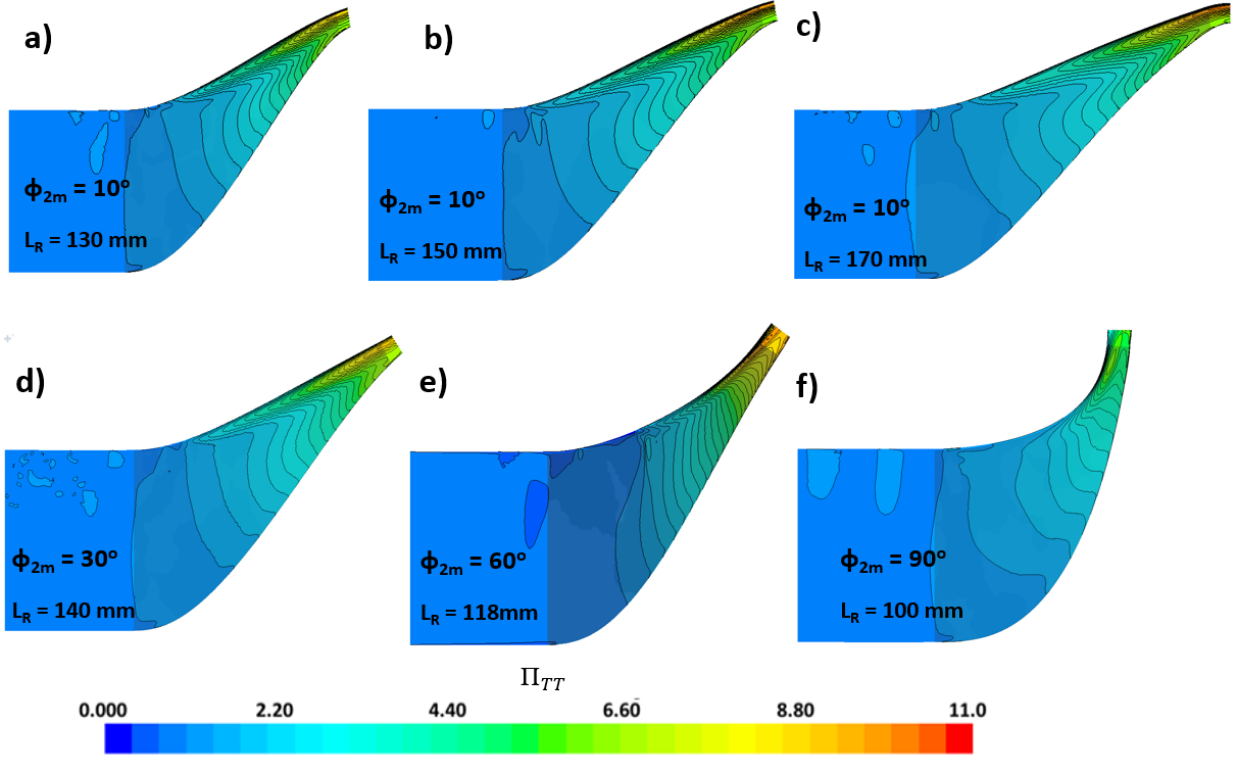 a)
ϕ2m = 10°
LR = 130 mm
b)
ϕ2m = 10°
LR = 150 mm
c)
ϕ2m = 10°
LR = 170 mm
d)
ϕ2m = 30°
LR = 140 mm
e)
ϕ2m = 60°
LR = 118mm
f)
ϕ2m = 90°
LR = 100 mm
ΠTT
0.000 2.20 4.40 6.60 8.80 11.0